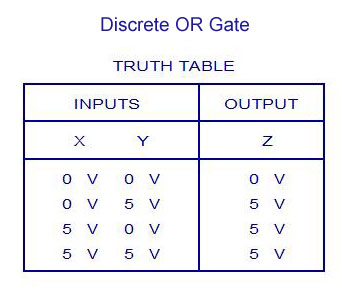 Discrete OR Gate
TRUTH TABLE
INPUTS OUTPUT
X Y Z
0 V 0 V 0 V
0 V 5 V 5 V
5 V 0 V 5 V
5 V 5 V 5 V